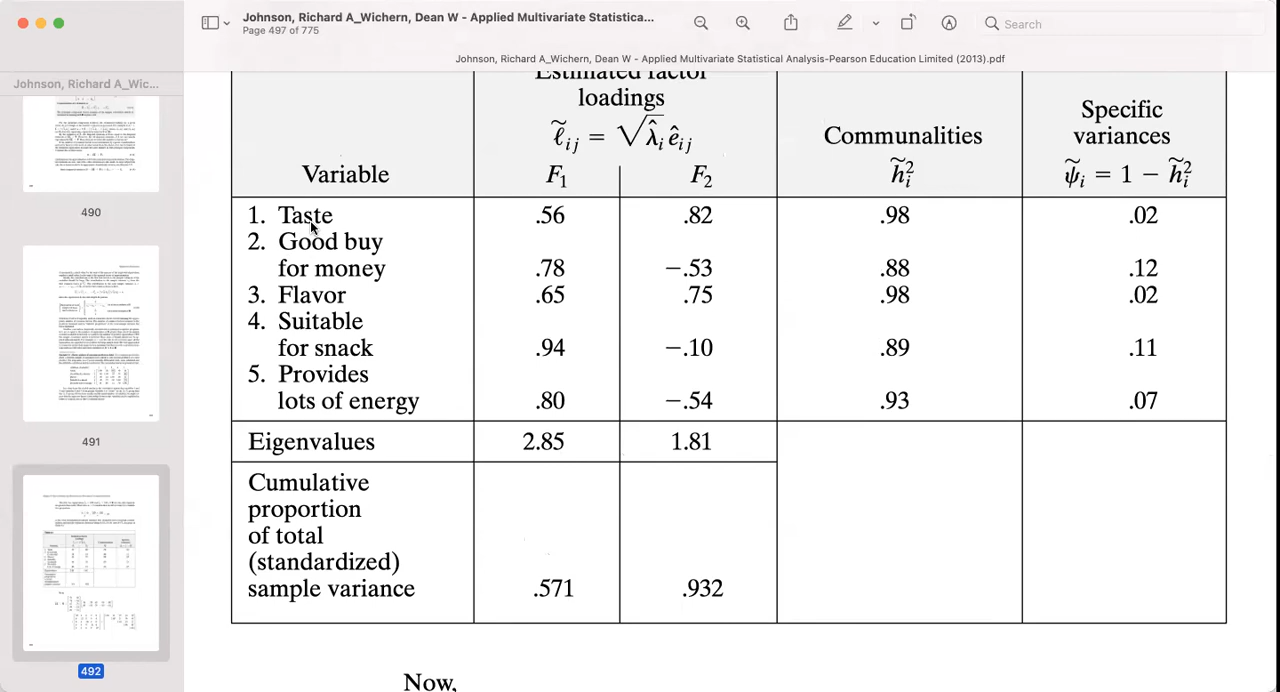 Johnson, Richard A_Wichern, Dean W - Applied Multivariate Statistica...
Page 497 of 775
Search
Johnson, Richard A_Wichern, Dean W - Applied Multivariate Statistical Analysis-Pearson Education Limited (2013).pdf
Johnson, Richard A_Wic...
490
491
492
Estimated factor
loadings
ℓ̃ᵢⱼ = √λ̂ᵢ êᵢⱼ
Communalities
Specific
variances
Variable F₁ F₂ h̃ᵢ² ψ̃ᵢ = 1 − h̃ᵢ²
1. Taste .56 .82 .98 .02
2. Good buy
for money .78 −.53 .88 .12
3. Flavor .65 .75 .98 .02
4. Suitable
for snack .94 −.10 .89 .11
5. Provides
lots of energy .80 −.54 .93 .07
Eigenvalues 2.85 1.81
Cumulative
proportion
of total
(standardized)
sample variance .571 .932
Now,